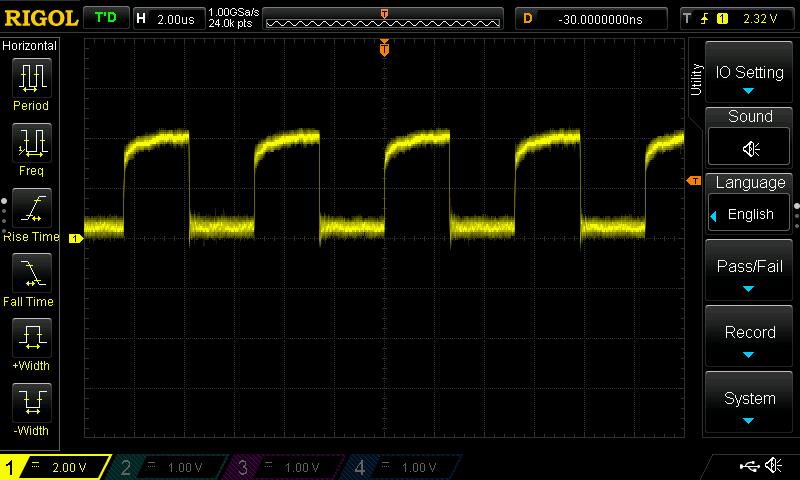 RIGOL T'D H 2.00us 1.00GSa/s 24.0k pts T D -30.0000000ns T 1 2.32 V
Horizontal
T
Period
Freq
Rise Time
Fall Time
+Width
-Width
1
T
Utility
IO Setting
Sound
Language
English
Pass/Fail
Record
System
1 2.00 V 2 1.00 V 3 1.00 V 4 1.00 V